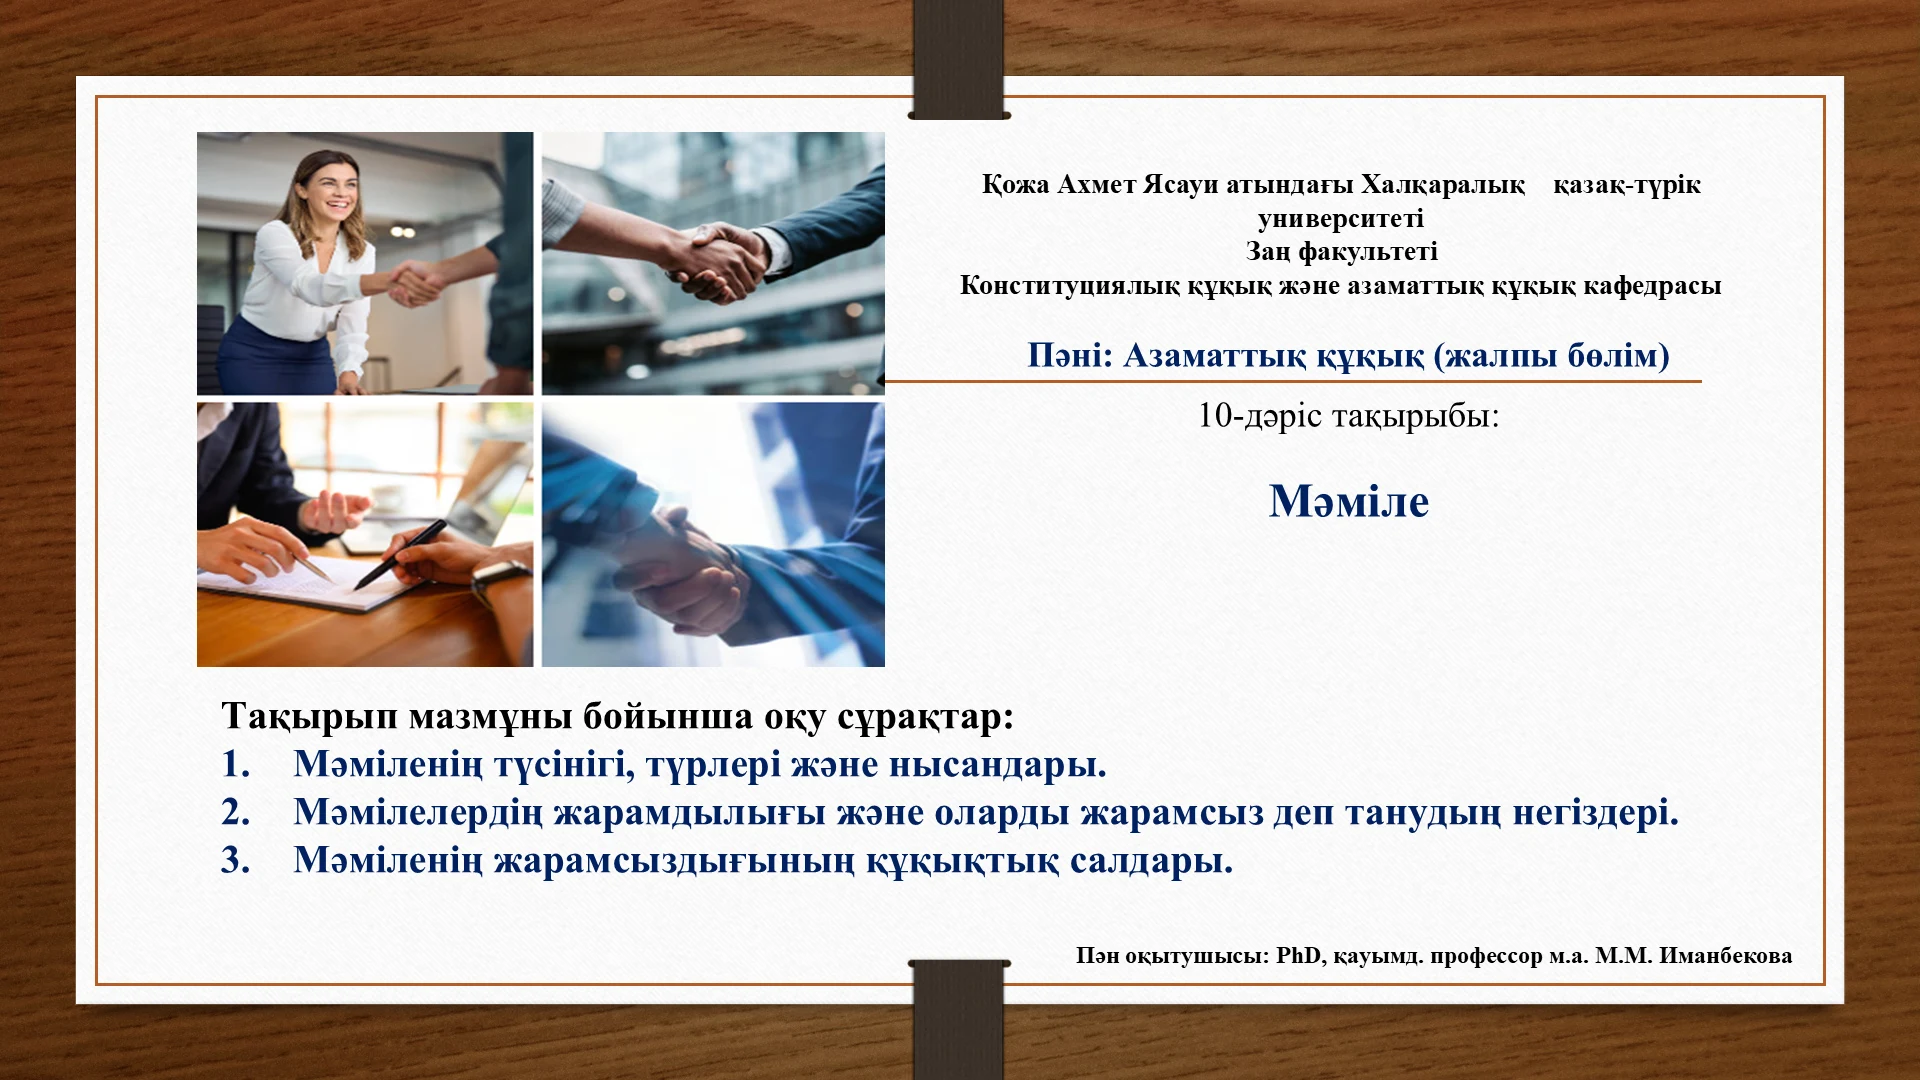 Қожа Ахмет Ясауи атындағы Халқаралық қазақ-түрік
университеті
Заң факультеті
Конституциялық құқық және азаматтық құқық кафедрасы
Пәні: Азаматтық құқық (жалпы бөлім)
10-дәріс тақырыбы:
Мәміле
Тақырып мазмұны бойынша оқу сұрақтар:
1. Мәміленің түсінігі, түрлері және нысандары.
2. Мәмілелердің жарамдылығы және оларды жарамсыз деп танудың негіздері.
3. Мәміленің жарамсыздығының құқықтық салдары.
Пән оқытушысы: PhD, қауымд. профессор м.а. М.М. Иманбекова